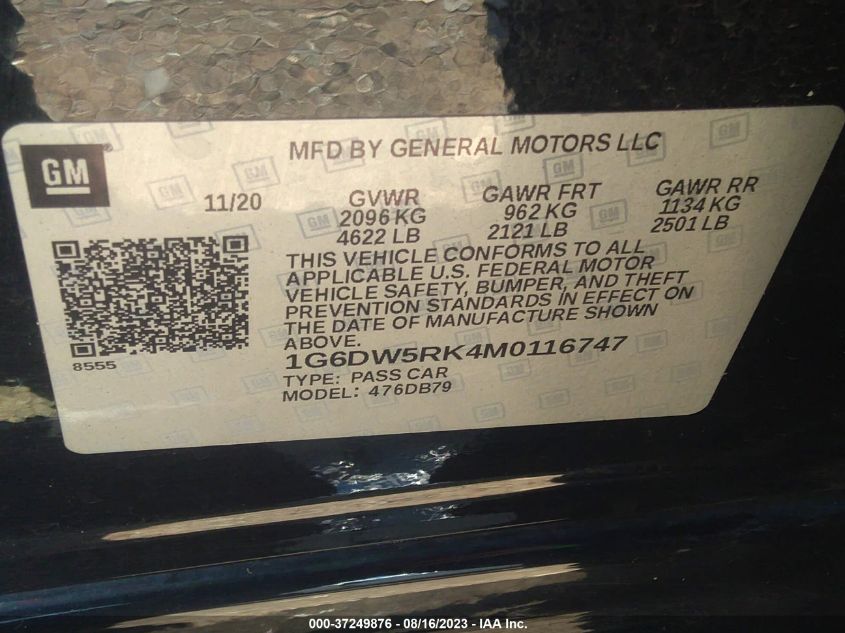 GM
MFD BY GENERAL MOTORS LLC
11/20
GVWR
2096 KG
4622 LB
GAWR FRT
962 KG
2121 LB
GAWR RR
1134 KG
2501 LB
THIS VEHICLE CONFORMS TO ALL
APPLICABLE U.S. FEDERAL MOTOR
VEHICLE SAFETY, BUMPER, AND THEFT
PREVENTION STANDARDS IN EFFECT ON
THE DATE OF MANUFACTURE SHOWN
ABOVE.
1G6DW5RK4M0116747
TYPE: PASS CAR
MODEL: 476DB79
8555
000-37249876 - 08/16/2023 - IAA Inc.